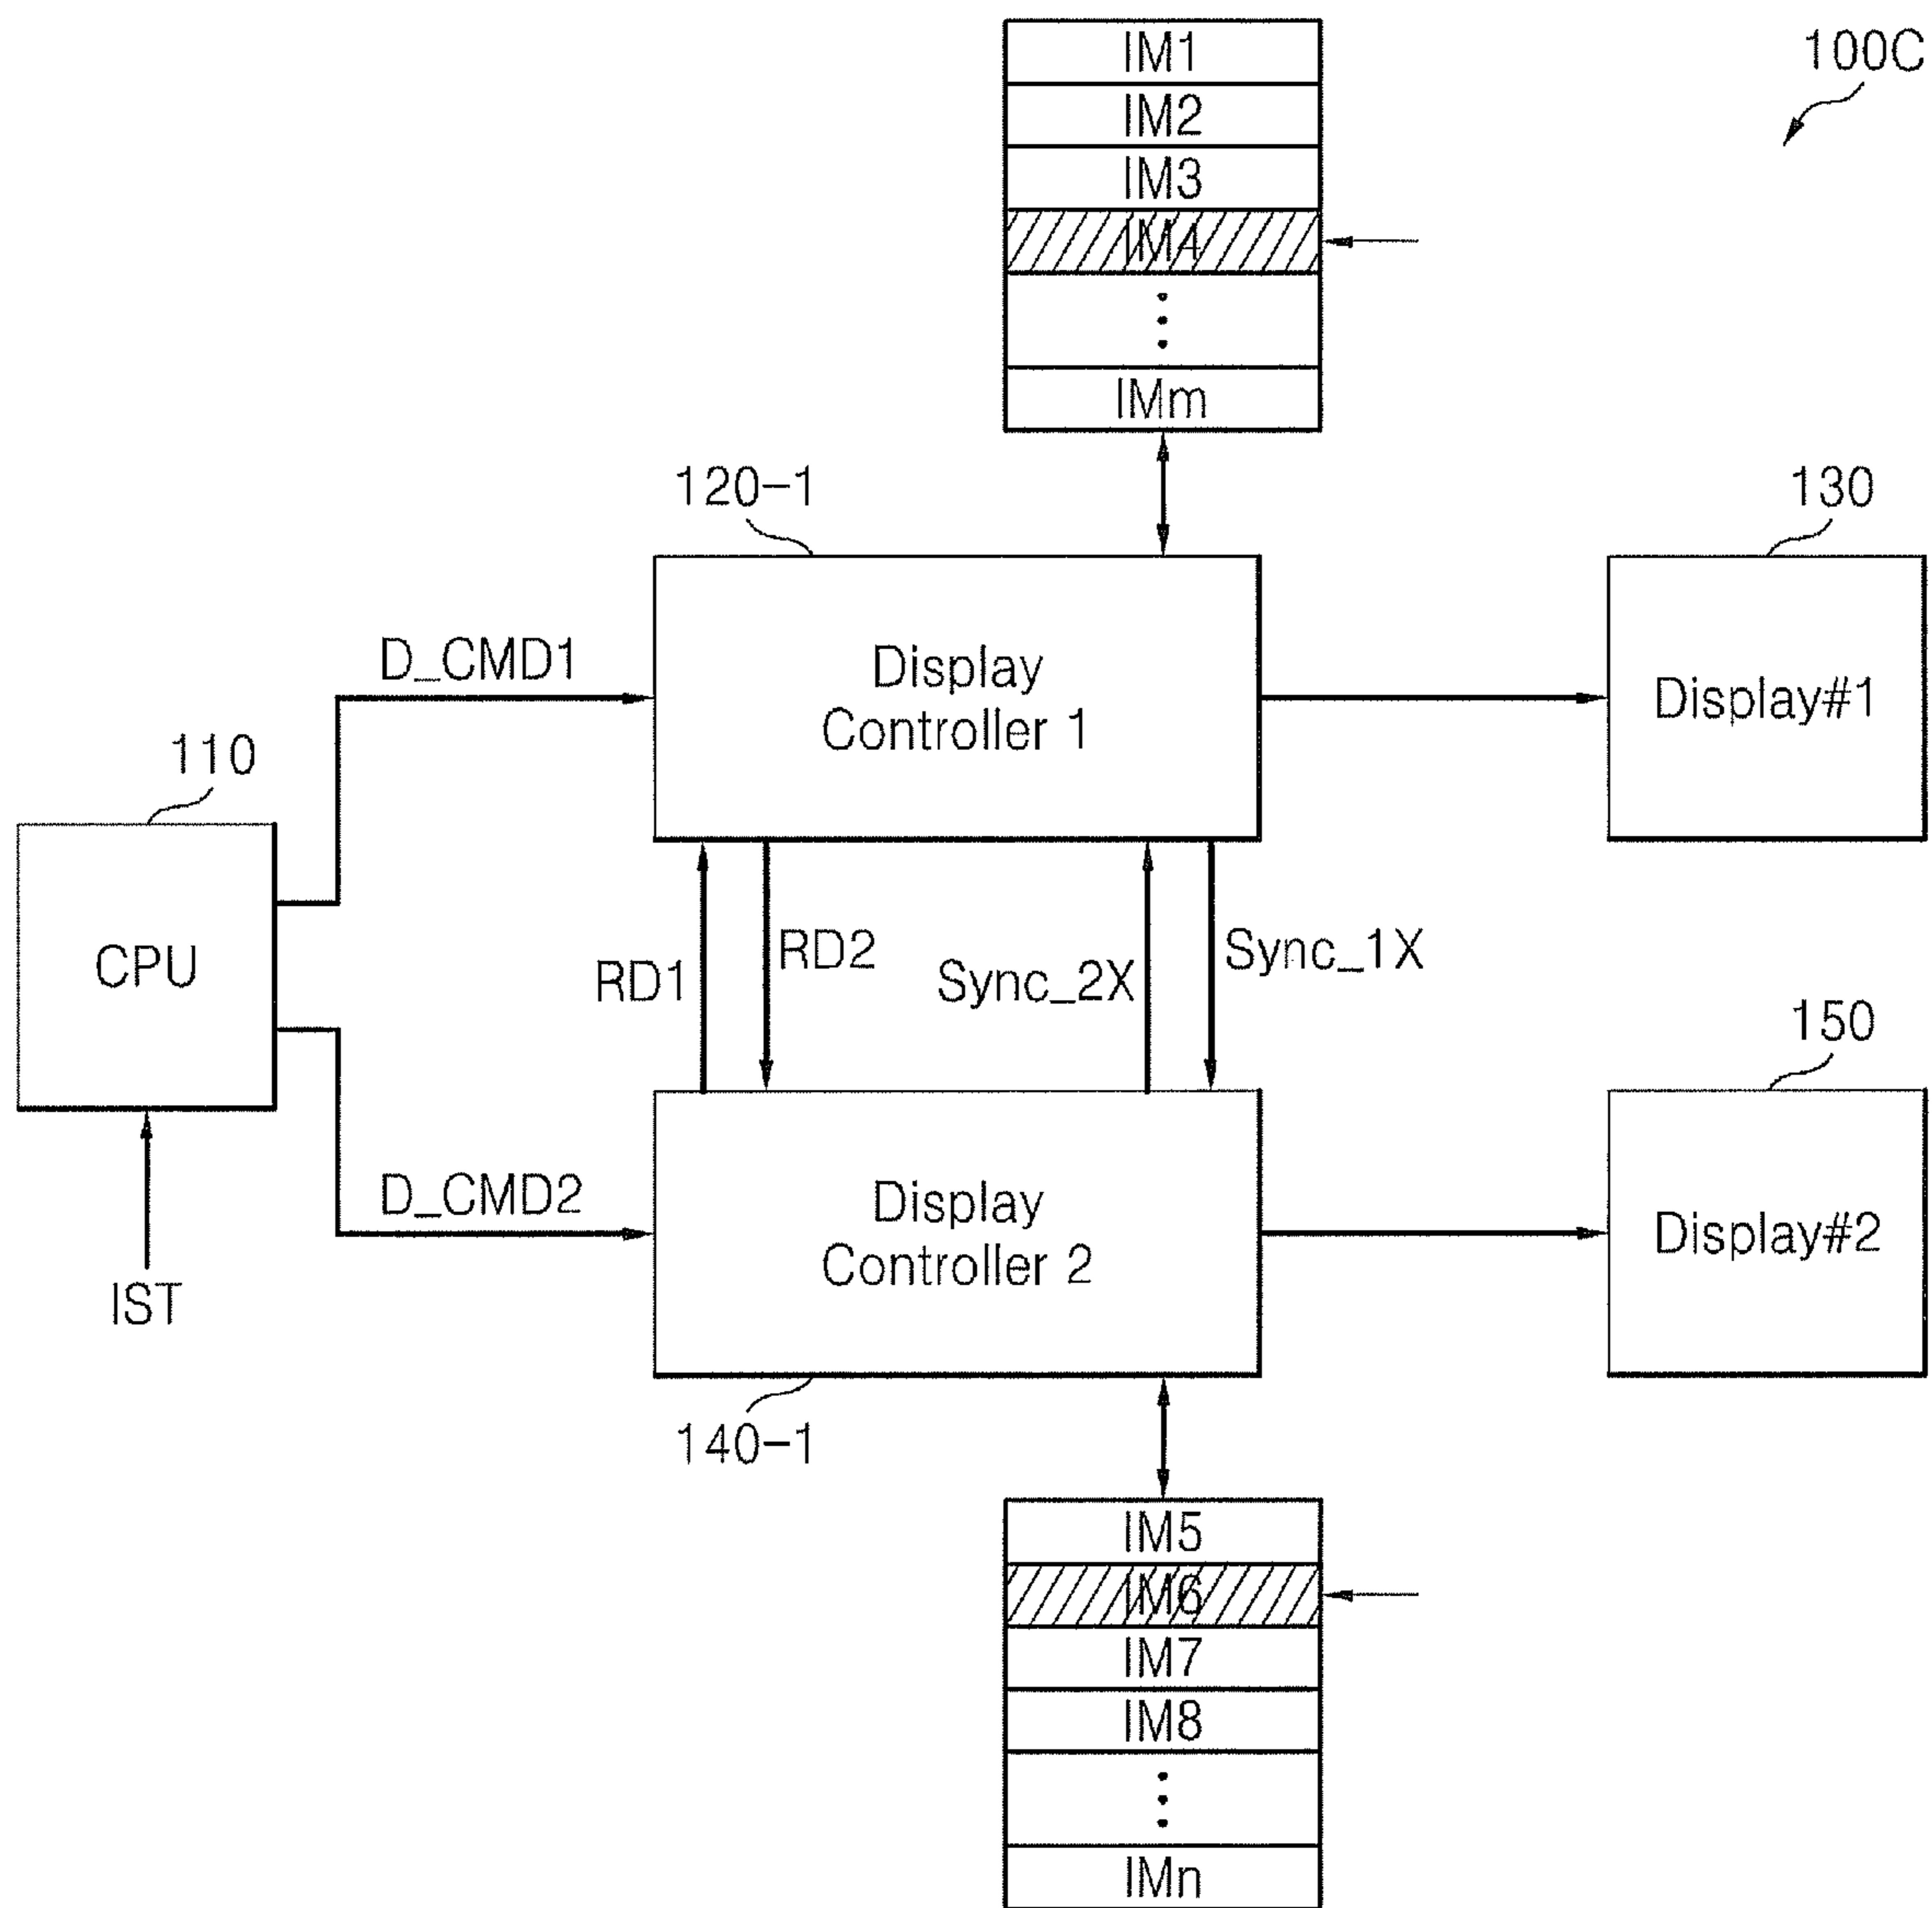 IM1
100C
IM2
IM3
IM4
⋮
IMm
120-1
130
D_CMD1
Display
Controller 1
Display#1
110
CPU
RD1
RD2
Sync_2X
Sync_1X
150
D_CMD2
Display
Controller 2
Display#2
IST
140-1
IM5
IM6
IM7
IM8
⋮
IMn